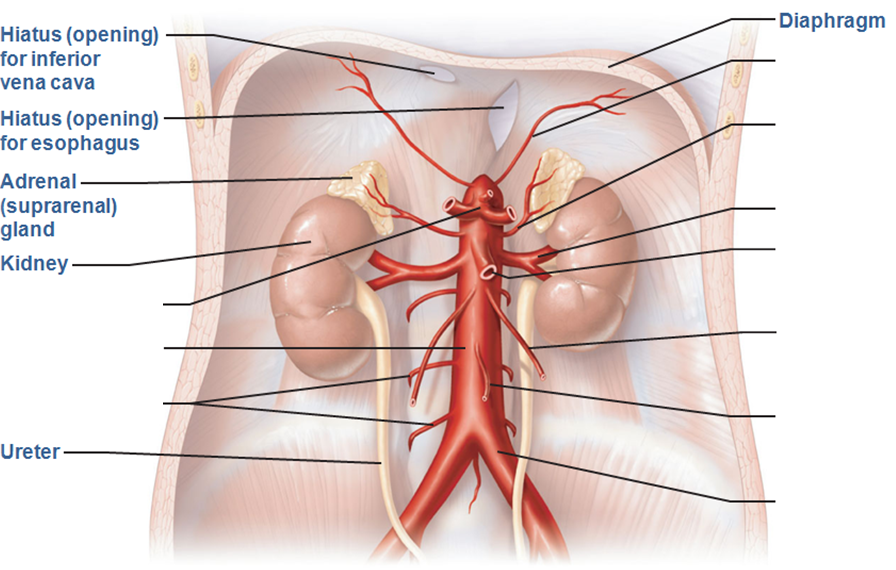 Hiatus (opening)
for inferior
vena cava
Hiatus (opening)
for esophagus
Adrenal
(suprarenal)
gland
Kidney
Ureter
Diaphragm